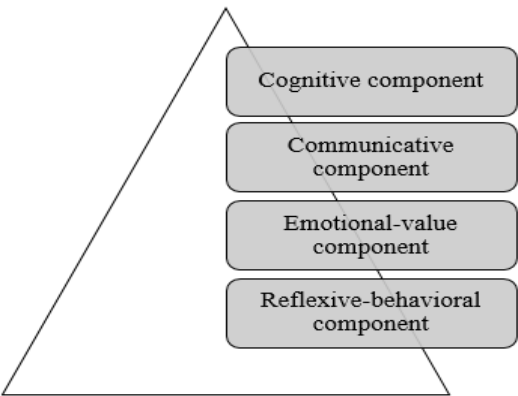 Cognitive component
Communicative
component
Emotional-value
component
Reflexive-behavioral
component